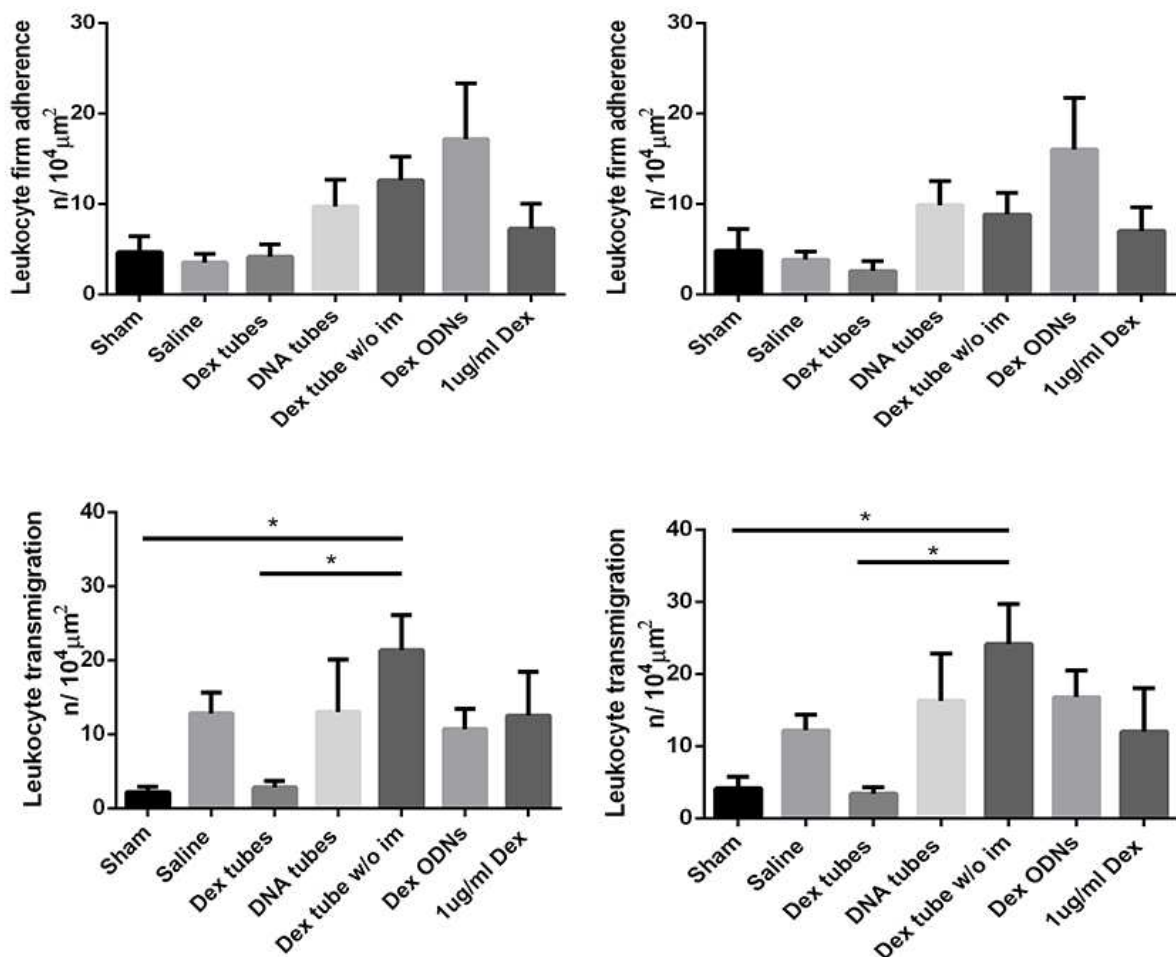 Leukocyte firm adherence
n/ 10⁴μm²
30
20
10
0
Sham
Saline
Dex tubes
DNA tubes
Dex tube w/o im
Dex ODNs
1ug/ml Dex
Leukocyte firm adherence
n/ 10⁴μm²
30
20
10
0
Sham
Saline
Dex tubes
DNA tubes
Dex tube w/o im
Dex ODNs
1ug/ml Dex
Leukocyte transmigration
n/ 10⁴μm²
40
30
20
10
0
*
*
Sham
Saline
Dex tubes
DNA tubes
Dex tube w/o im
Dex ODNs
1ug/ml Dex
Leukocyte transmigration
n/ 10⁴μm²
40
30
20
10
0
*
*
Sham
Saline
Dex tubes
DNA tubes
Dex tube w/o im
Dex ODNs
1ug/ml Dex